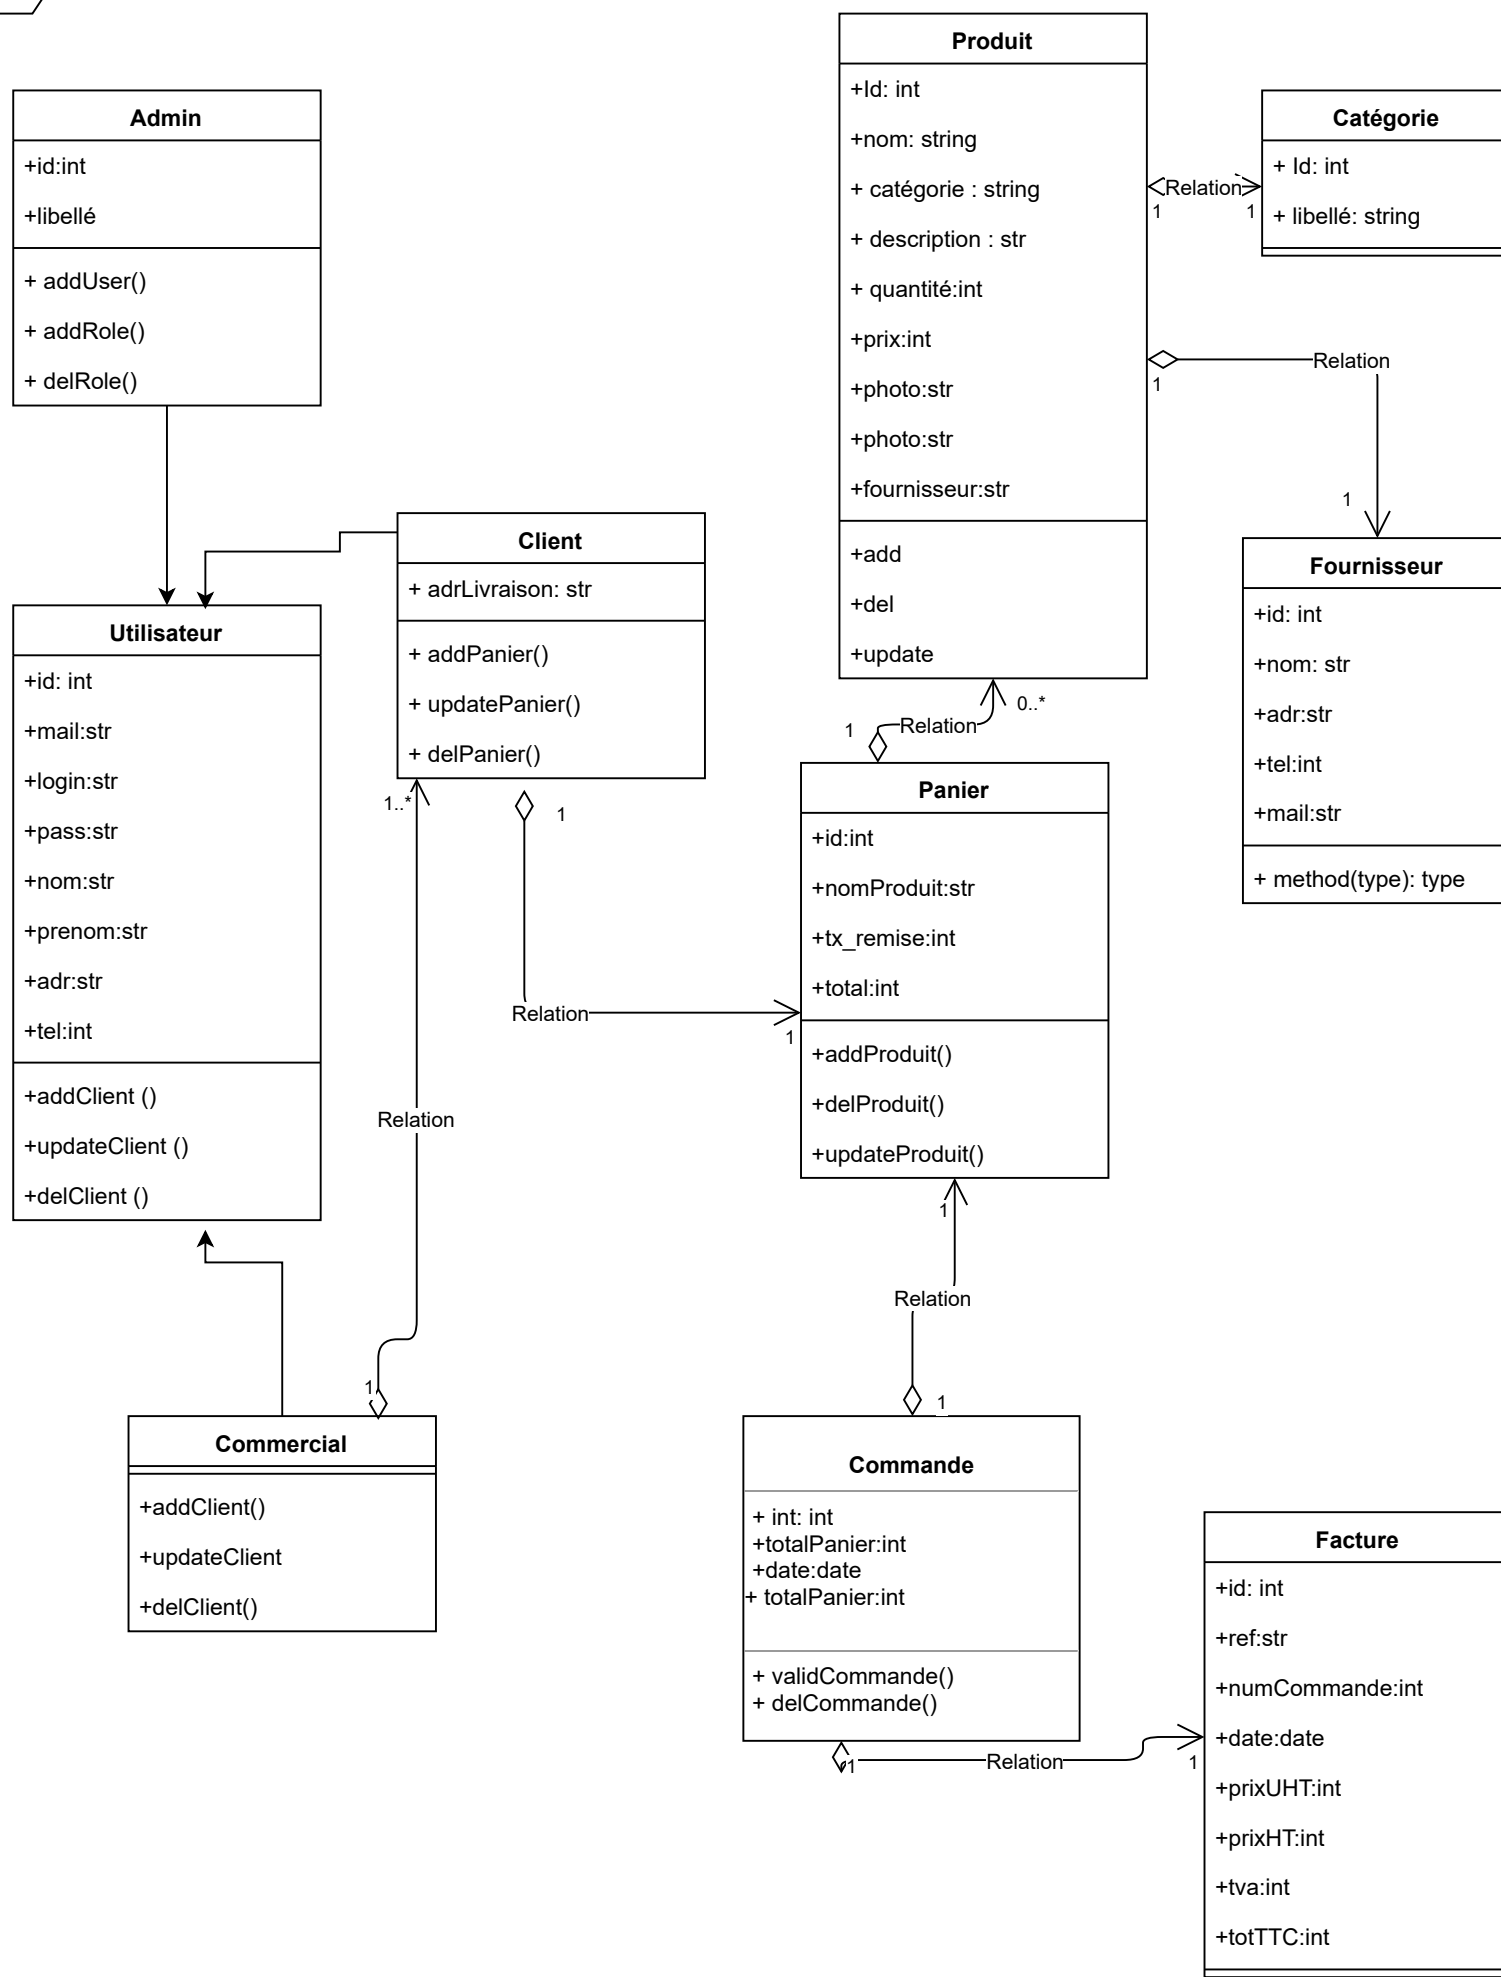 Produit
+Id: int
+nom: string
+ catégorie : string
+ description : str
+ quantité:int
+prix:int
+photo:str
+photo:str
+fournisseur:str
+add
+del
+update
Catégorie
+ Id: int
+ libellé: string
Relation
1
1
Admin
+id:int
+libellé
+ addUser()
+ addRole()
+ delRole()
Relation
1
1
Client
+ adrLivraison: str
+ addPanier()
+ updatePanier()
+ delPanier()
Fournisseur
+id: int
+nom: str
+adr:str
+tel:int
+mail:str
+ method(type): type
Utilisateur
+id: int
+mail:str
+login:str
+pass:str
+nom:str
+prenom:str
+adr:str
+tel:int
+addClient ()
+updateClient ()
+delClient ()
0..*
1
Relation
Panier
+id:int
+nomProduit:str
+tx_remise:int
+total:int
+addProduit()
+delProduit()
+updateProduit()
1..*
1
Relation
1
Relation
1
Relation
1
1
Commercial
+addClient()
+updateClient
+delClient()
Commande
+ int: int
+totalPanier:int
+date:date
+ totalPanier:int
+ validCommande()
+ delCommande()
1
Relation
1
Facture
+id: int
+ref:str
+numCommande:int
+date:date
+prixUHT:int
+prixHT:int
+tva:int
+totTTC:int